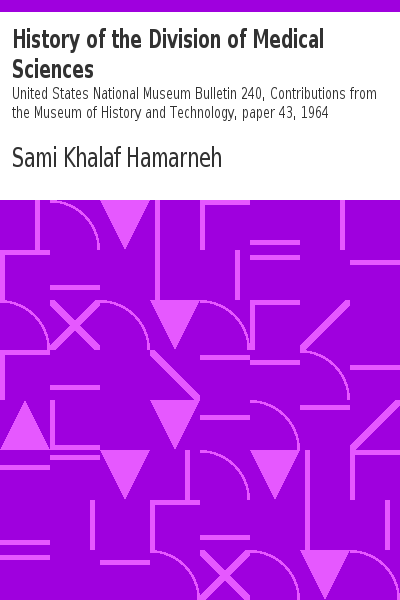 History of the Division of Medical
Sciences
United States National Museum Bulletin 240, Contributions from
the Museum of History and Technology, paper 43, 1964
Sami Khalaf Hamarneh